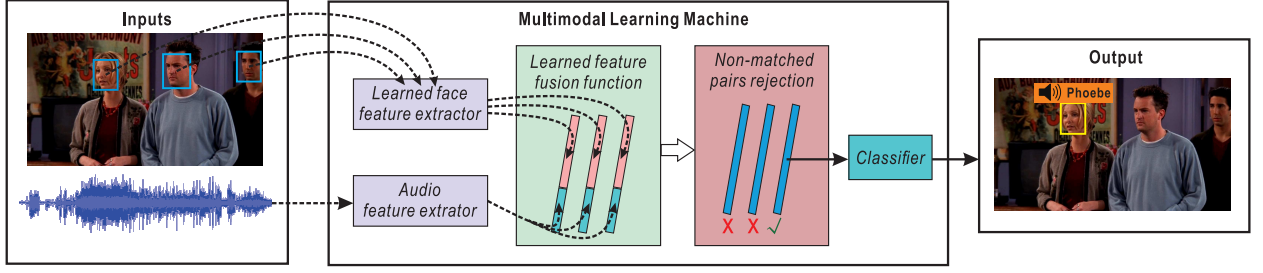 Inputs
Multimodal Learning Machine
Learned face
feature extractor
Audio
feature extrator
Learned feature
fusion function
Non-matched
pairs rejection
X X ✓
Classifier
Output
Phoebe